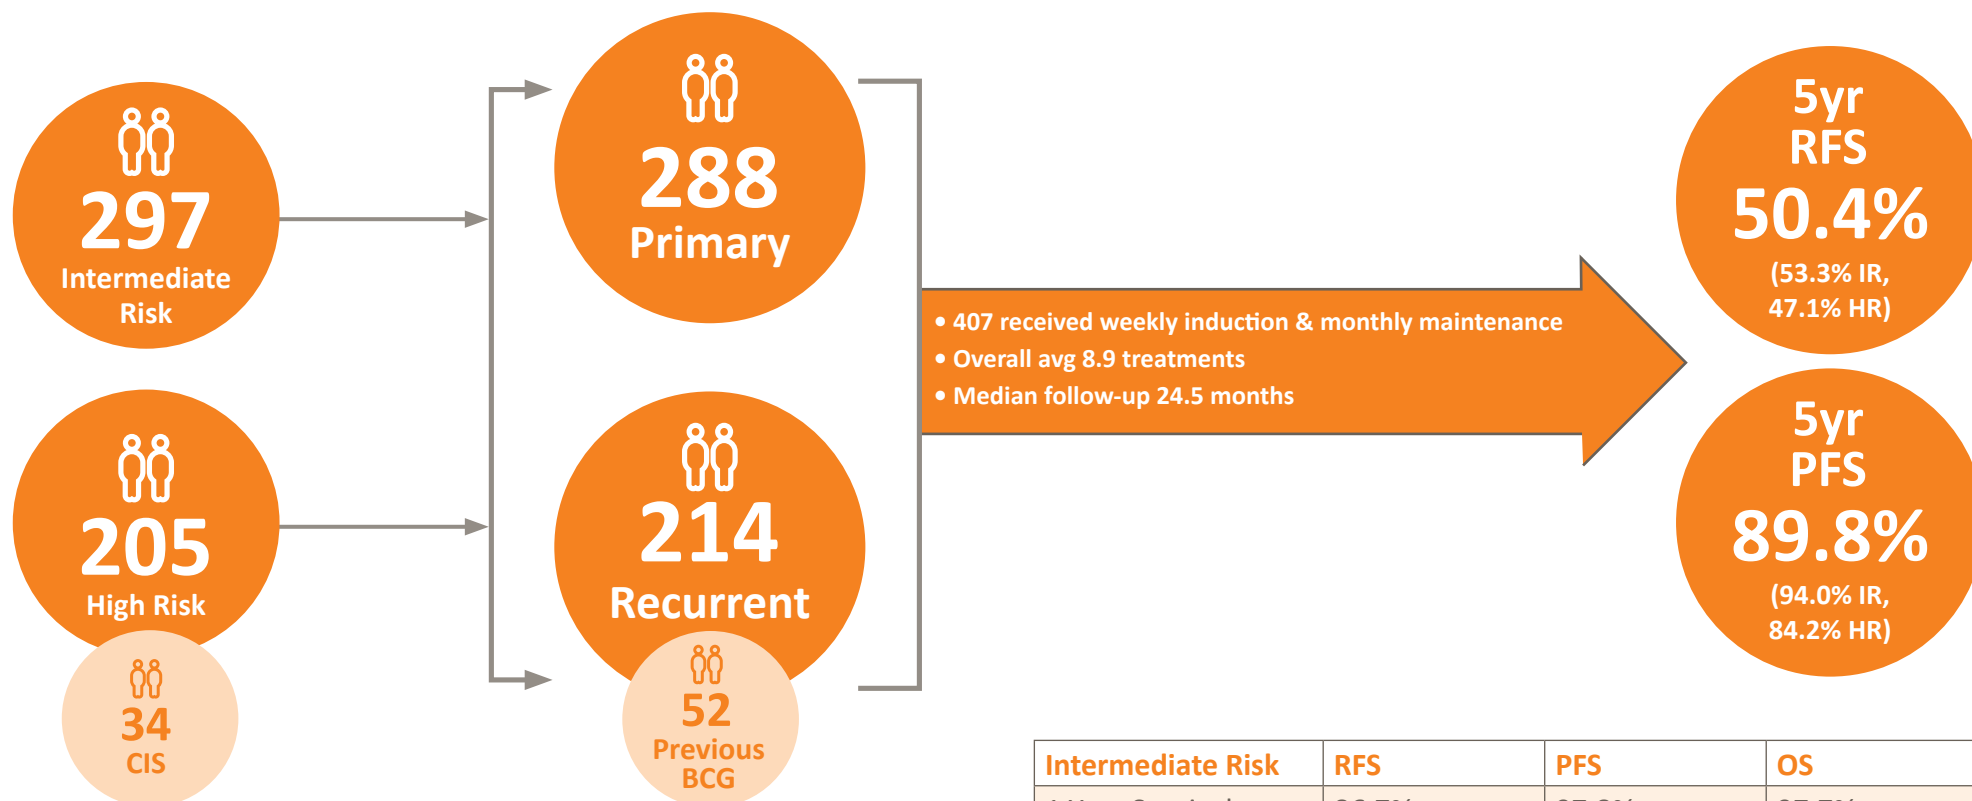 297
Intermediate
Risk
205
High Risk
34
CIS
288
Primary
214
Recurrent
52
Previous
BCG
• 407 received weekly induction & monthly maintenance
• Overall avg 8.9 treatments
• Median follow-up 24.5 months
5yr
RFS
50.4%
(53.3% IR,
47.1% HR)
5yr
PFS
89.8%
(94.0% IR,
84.2% HR)
Intermediate Risk RFS PFS OS